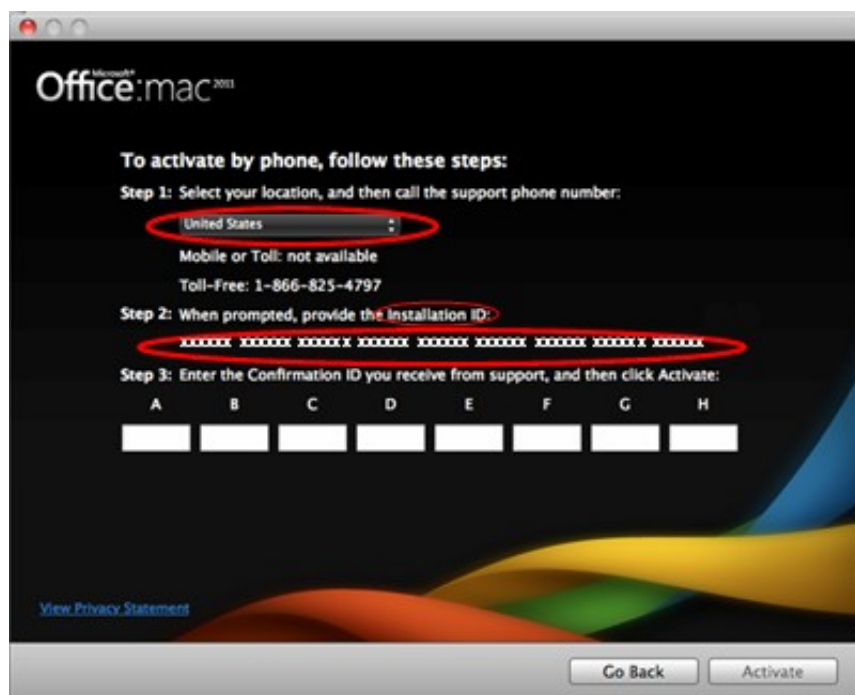 Microsoft®
Office:mac 2011
To activate by phone, follow these steps:
Step 1: Select your location, and then call the support phone number:
United States
Mobile or Toll: not available
Toll-Free: 1-866-825-4797
Step 2: When prompted, provide the Installation ID:
xxxxxx xxxxxx xxxxxx xxxxxx xxxxxx xxxxxx xxxxxx xxxxxx xxxxxx
Step 3: Enter the Confirmation ID you receive from support, and then click Activate:
A B C D E F G H
View Privacy Statement
Go Back Activate